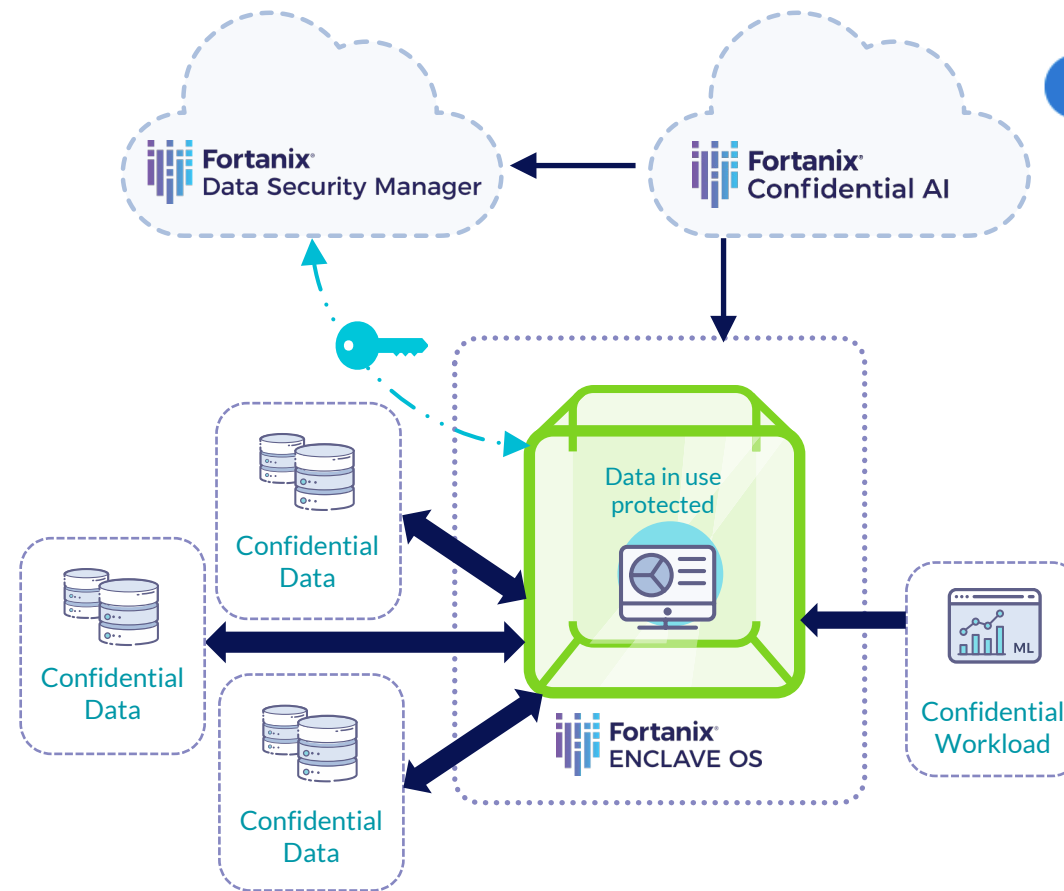 Fortanix®
Data Security Manager
Fortanix®
Confidential AI
Data in use
protected
Confidential
Data
Confidential
Data
Confidential
Data
ML
Confidential
Workload
Fortanix®
ENCLAVE OS